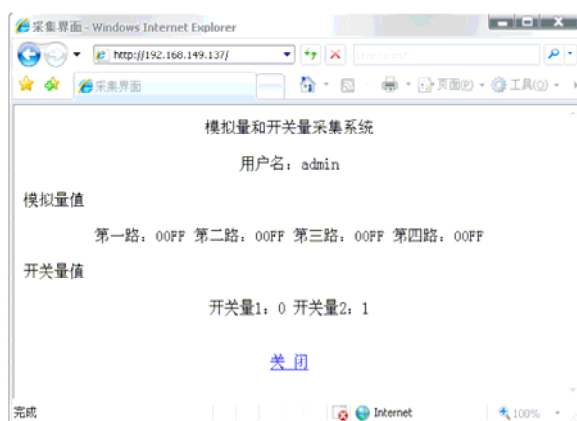 采集界面 - Windows Internet Explorer
http://192.168.149.137/
采集界面
页面(P)
工具(O)
模拟量和开关量采集系统
用户名：admin
模拟量值
第一路：00FF 第二路：00FF 第三路：00FF 第四路：00FF
开关量值
开关量1：0 开关量2：1
关 闭
完成
Internet
100%